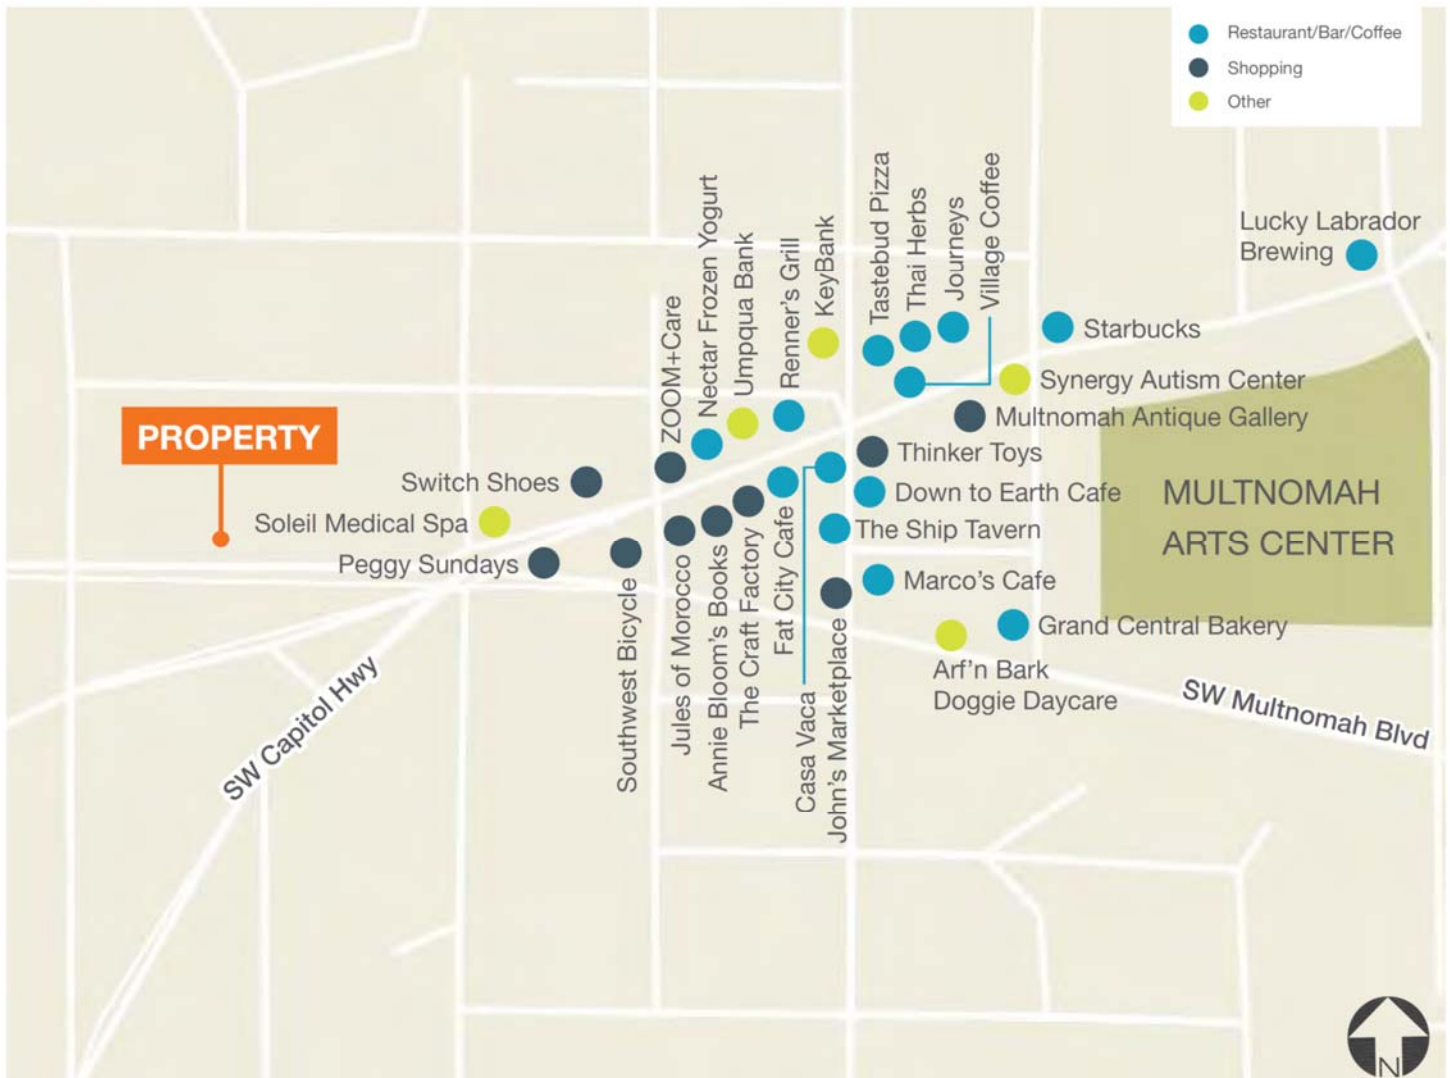 Restaurant/Bar/Coffee
Shopping
Other
Lucky Labrador
Brewing
Tastebud Pizza
Thai Herbs
Journeys
Village Coffee
Nectar Frozen Yogurt
Umpqua Bank
Renner's Grill
KeyBank
ZOOM+Care
Starbucks
Synergy Autism Center
Multnomah Antique Gallery
PROPERTY
Thinker Toys
Switch Shoes
Down to Earth Cafe
MULTNOMAH
ARTS CENTER
Soleil Medical Spa
The Ship Tavern
Peggy Sundays
Marco's Cafe
Grand Central Bakery
Arf'n Bark
Doggie Daycare
Southwest Bicycle
Jules of Morocco
Annie Bloom's Books
The Craft Factory
Fat City Cafe
Casa Vaca
John's Marketplace
SW Capitol Hwy
SW Multnomah Blvd
N